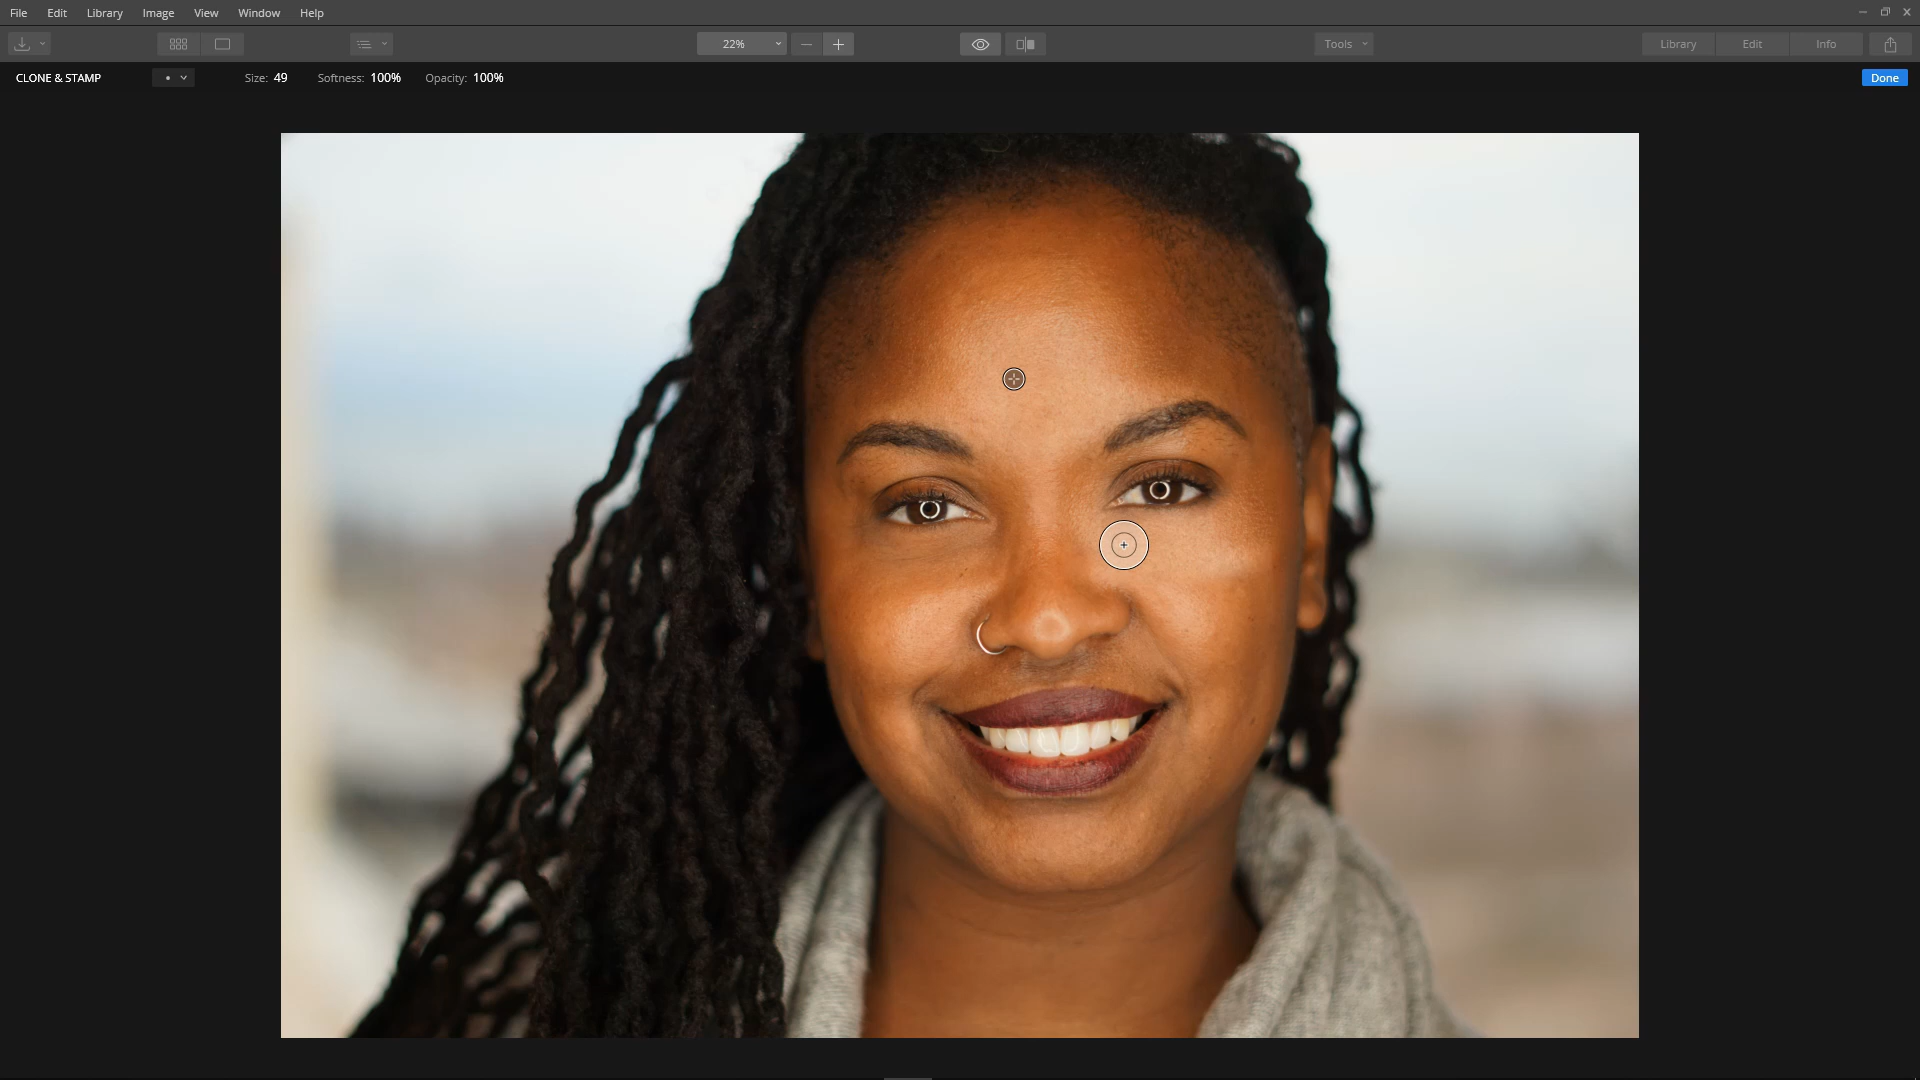 File Edit Library Image View Window Help
22% Tools Library Edit Info
CLONE & STAMP Size: 49 Softness: 100% Opacity: 100% Done